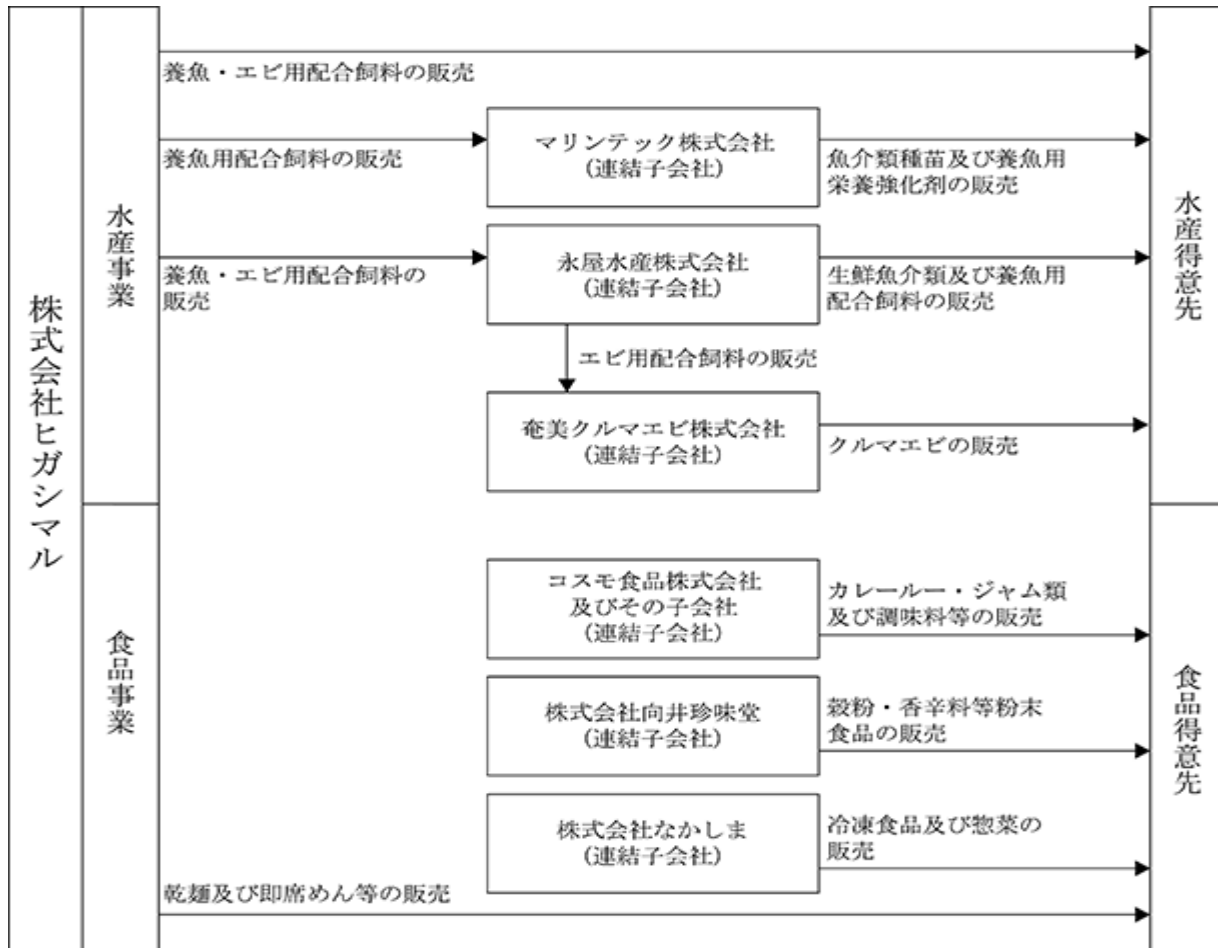 株式会社ヒガシマル
水産事業
養魚・エビ用配合飼料の販売
養魚用配合飼料の販売
マリンテック株式会社
(連結子会社)
魚介類種苗及び養魚用
栄養強化剤の販売
養魚・エビ用配合飼料の
販売
永屋水産株式会社
(連結子会社)
生鮮魚介類及び養魚用
配合飼料の販売
エビ用配合飼料の販売
奄美クルマエビ株式会社
(連結子会社)
クルマエビの販売
水産得意先
食品事業
コスモ食品株式会社
及びその子会社
(連結子会社)
カレールー・ジャム類
及び調味料等の販売
株式会社向井珍味堂
(連結子会社)
穀粉・香辛料等粉末
食品の販売
株式会社なかしま
(連結子会社)
冷凍食品及び惣菜の
販売
乾麺及び即席めん等の販売
食品得意先